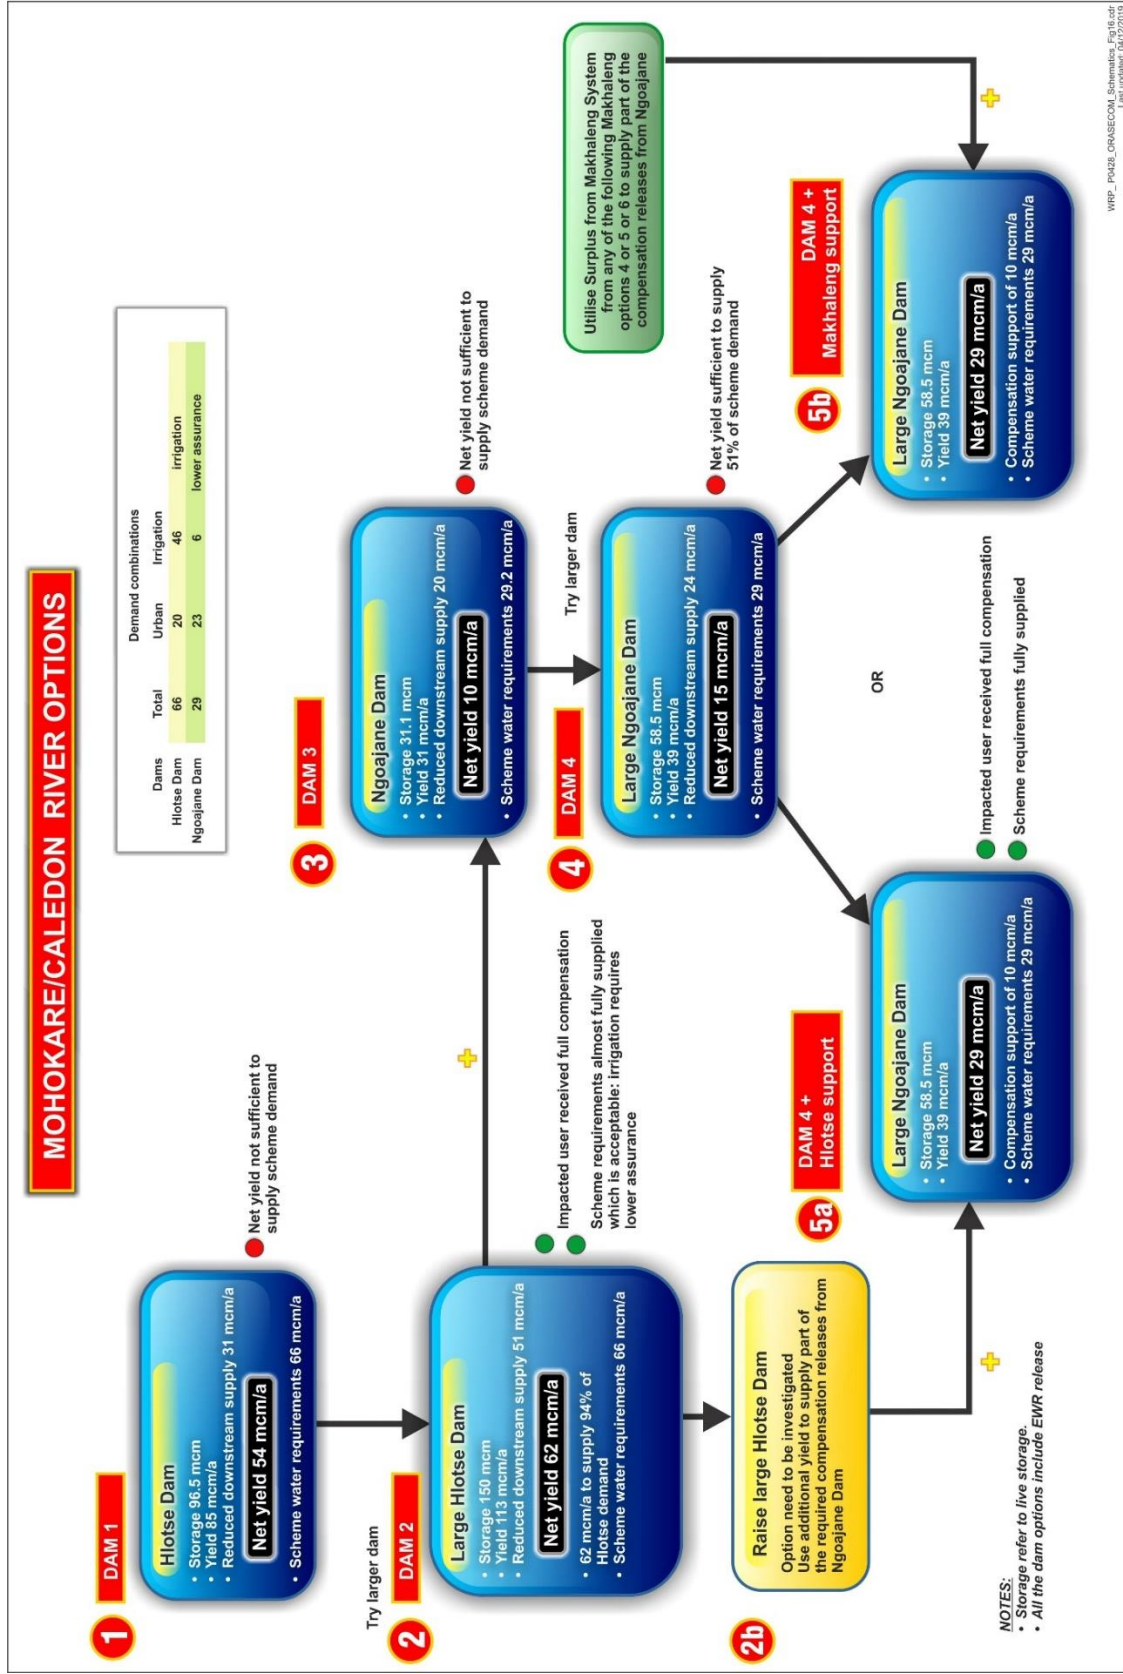 MOHOKARE/CALEDON RIVER OPTIONS
Demand combinations
Dams Total Urban Irrigation
Hlotse Dam 66 20 46 irrigation
Ngoajane Dam 29 23 6 lower assurance
1
DAM 1
Hlotse Dam
• Storage 96.5 mcm
• Yield 85 mcm/a
• Reduced downstream supply 31 mcm/a
Net yield 54 mcm/a
• Scheme water requirements 66 mcm/a
Net yield not sufficient to
supply scheme demand
Try larger dam
2
DAM 2
Large Hlotse Dam
• Storage 150 mcm
• Yield 113 mcm/a
• Reduced downstream supply 51 mcm/a
Net yield 62 mcm/a
• 62 mcm/a to supply 94% of
Hlotse demand
• Scheme water requirements 66 mcm/a
Impacted user received full compensation
Scheme requirements almost fully supplied
which is acceptable: irrigation requires
lower assurance
2b
Raise large Hlotse Dam
Option need to be investigated
Use additional yield to supply part of
the required compensation releases from
Ngoajane Dam
3
DAM 3
Ngoajane Dam
• Storage 31.1 mcm
• Yield 31 mcm/a
• Reduced downstream supply 20 mcm/a
Net yield 10 mcm/a
• Scheme water requirements 29.2 mcm/a
Net yield not sufficient to
supply scheme demand
Try larger dam
4
DAM 4
Large Ngoajane Dam
• Storage 58.5 mcm
• Yield 39 mcm/a
• Reduced downstream supply 24 mcm/a
Net yield 15 mcm/a
• Scheme water requirements 29 mcm/a
Net yield sufficient to supply
51% of scheme demand
Utilise Surplus from Makhaleng System
from any of the following Makhaleng
options 4 or 5 or 6 to supply part of the
compensation releases from Ngoajane
5a
DAM 4 +
Hlotse support
Large Ngoajane Dam
• Storage 58.5 mcm
• Yield 39 mcm/a
Net yield 29 mcm/a
• Compensation support of 10 mcm/a
• Scheme water requirements 29 mcm/a
Impacted user received full compensation
Scheme requirements fully supplied
OR
5b
DAM 4 +
Makhaleng support
Large Ngoajane Dam
• Storage 58.5 mcm
• Yield 39 mcm/a
Net yield 29 mcm/a
• Compensation support of 10 mcm/a
• Scheme water requirements 29 mcm/a
NOTES:
• Storage refer to live storage.
• All the dam options include EWR release
WRP_ P0428_ORASECOM_Schematics_Fig16.cdr
Last updated: 04/12/2019